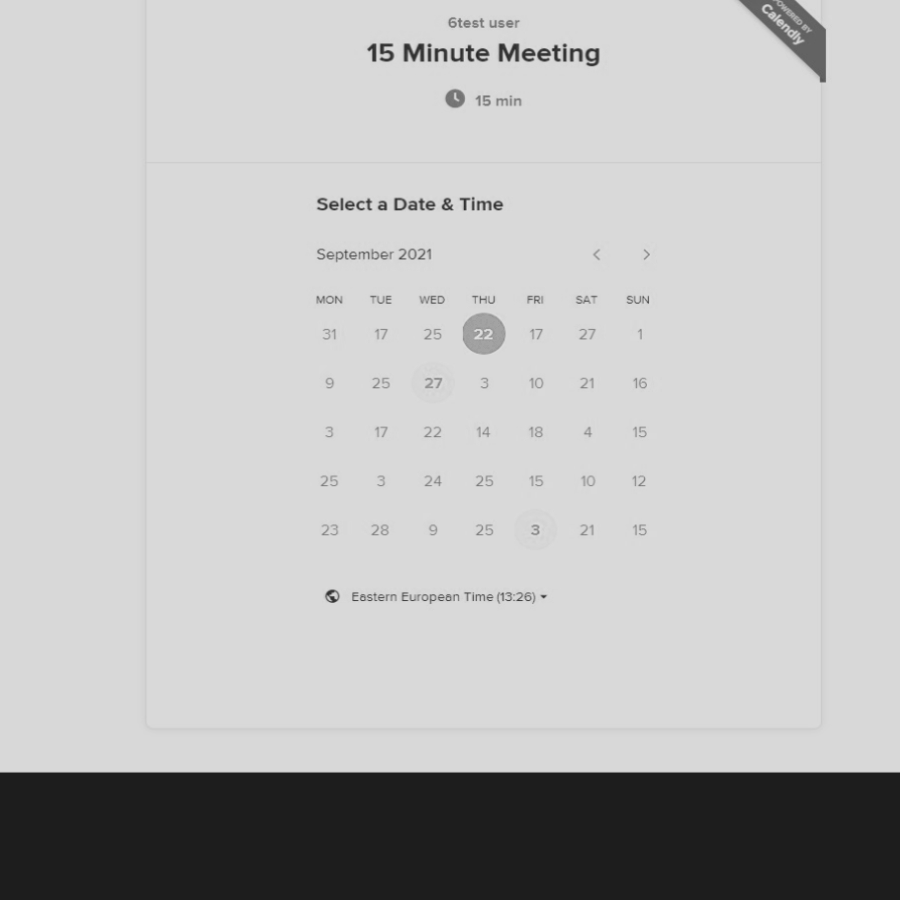 6test user
POWERED BY
Calendly
15 Minute Meeting
15 min
Select a Date & Time
September 2021
MON TUE WED THU FRI SAT SUN
31 17 25 22 17 27 1
9 25 27 3 10 21 16
3 17 22 14 18 4 15
25 3 24 25 15 10 12
23 28 9 25 3 21 15
Eastern European Time (13:26)